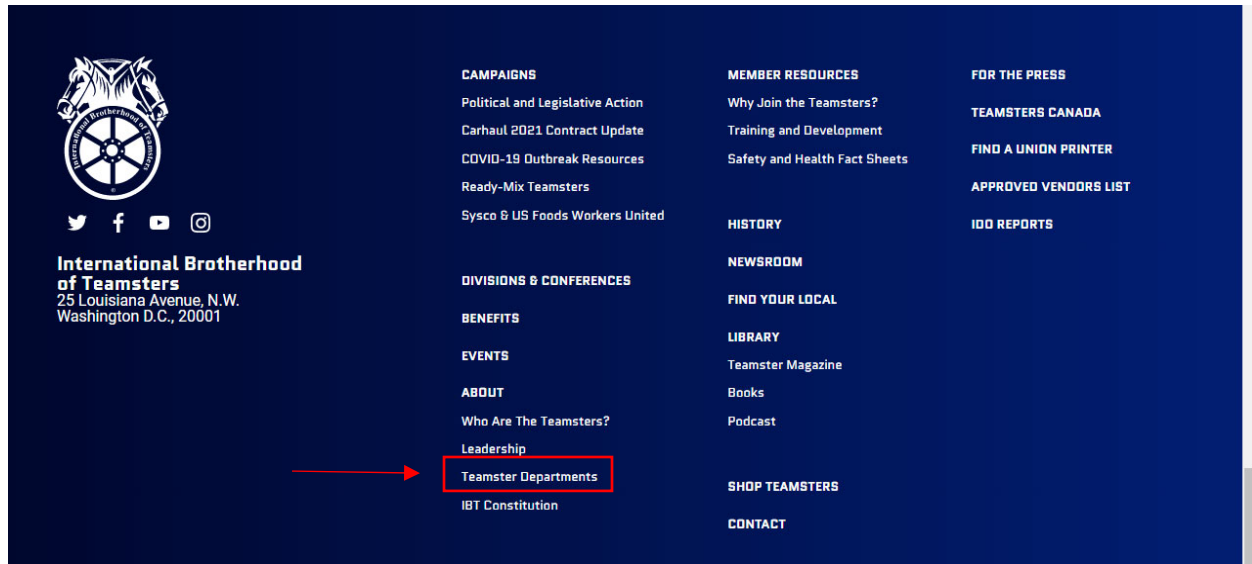 International Brotherhood of Teamsters
International Brotherhood
of Teamsters
25 Louisiana Avenue, N.W.
Washington D.C., 20001
CAMPAIGNS
Political and Legislative Action
Carhaul 2021 Contract Update
COVID-19 Outbreak Resources
Ready-Mix Teamsters
Sysco & US Foods Workers United
DIVISIONS & CONFERENCES
BENEFITS
EVENTS
ABOUT
Who Are The Teamsters?
Leadership
Teamster Departments
IBT Constitution
MEMBER RESOURCES
Why Join the Teamsters?
Training and Development
Safety and Health Fact Sheets
HISTORY
NEWSROOM
FIND YOUR LOCAL
LIBRARY
Teamster Magazine
Books
Podcast
SHOP TEAMSTERS
CONTACT
FOR THE PRESS
TEAMSTERS CANADA
FIND A UNION PRINTER
APPROVED VENDORS LIST
IDO REPORTS